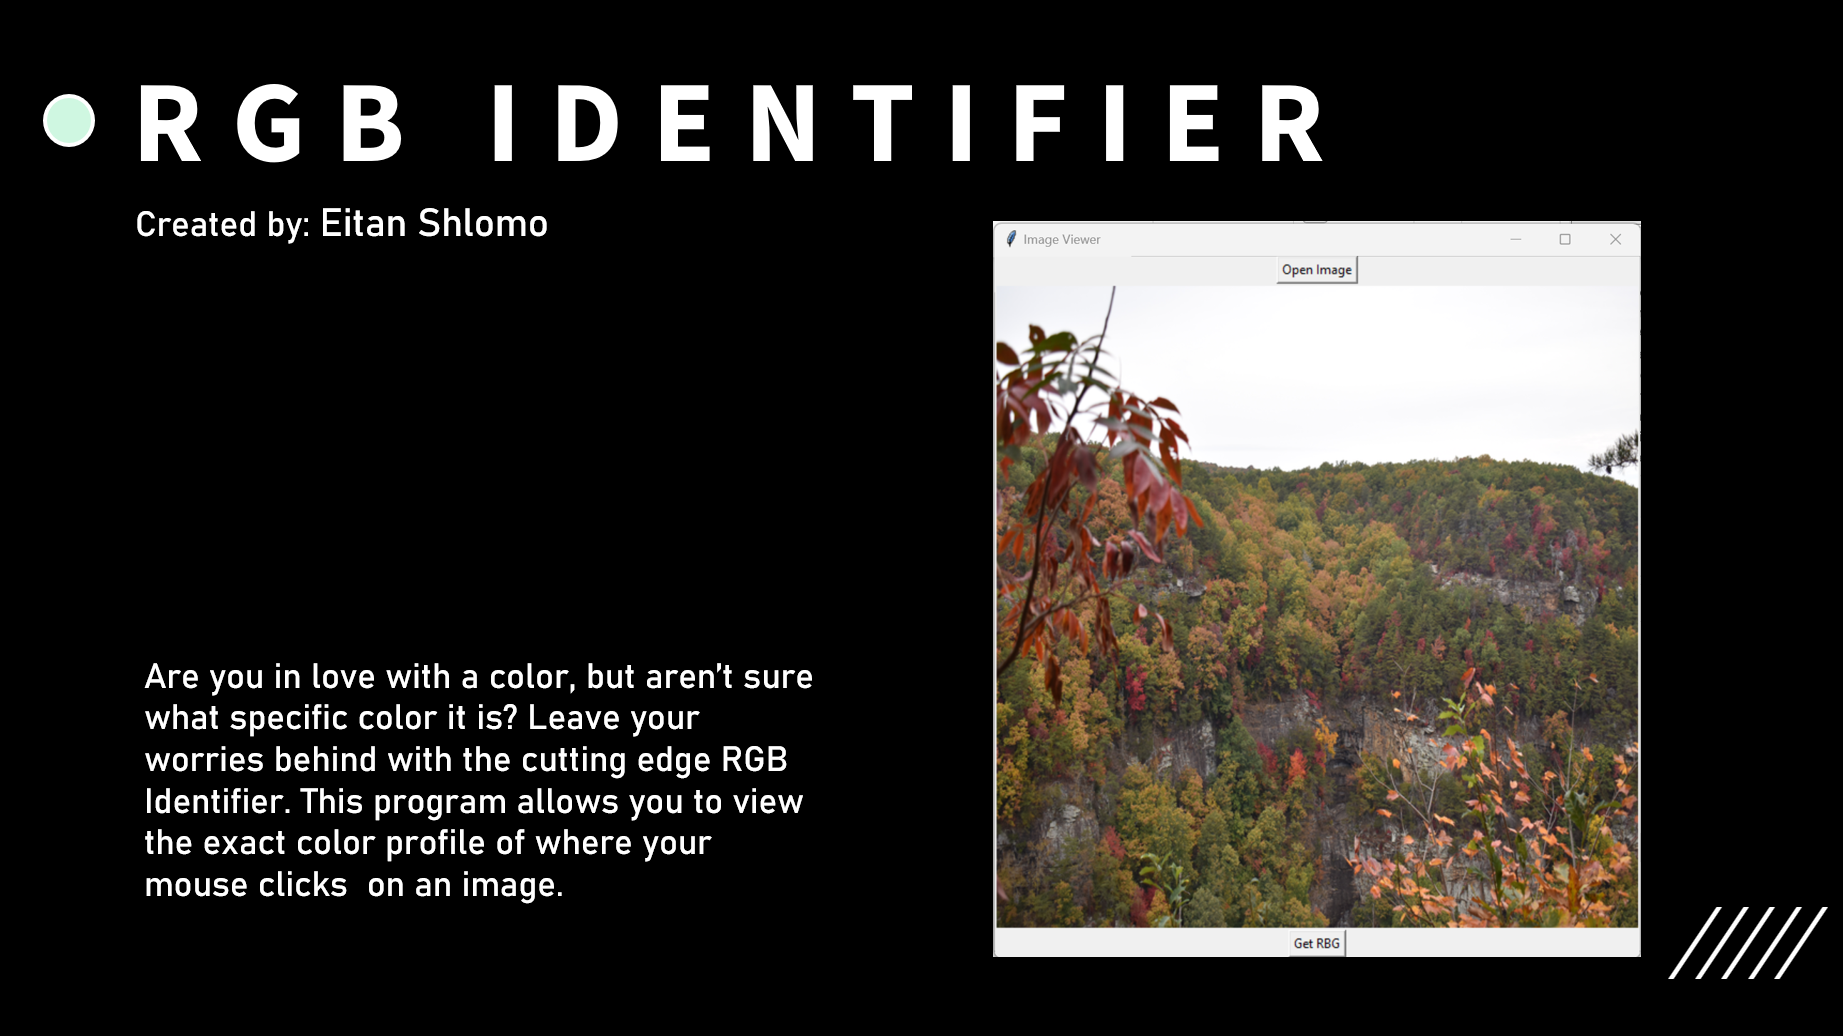 RGB IDENTIFIER
Created by: Eitan Shlomo
Image Viewer
Open Image
Get RBG
Are you in love with a color, but aren't sure
what specific color it is? Leave your
worries behind with the cutting edge RGB
Identifier. This program allows you to view
the exact color profile of where your
mouse clicks  on an image.